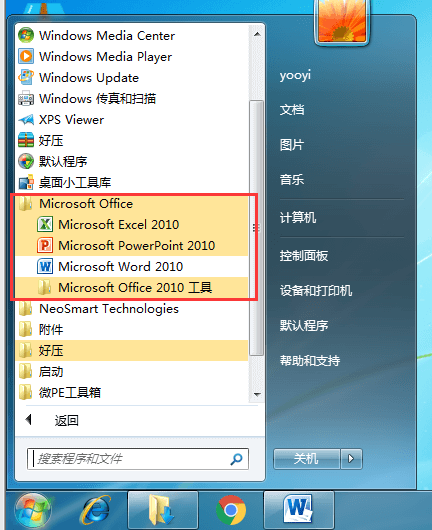 Windows Media Center
Windows Media Player
Windows Update
Windows 传真和扫描
XPS Viewer
好压
默认程序
桌面小工具库
Microsoft Office
Microsoft Excel 2010
Microsoft PowerPoint 2010
Microsoft Word 2010
Microsoft Office 2010 工具
NeoSmart Technologies
附件
好压
启动
微PE工具箱
返回
搜索程序和文件
yooyi
文档
图片
音乐
计算机
控制面板
设备和打印机
默认程序
帮助和支持
关机